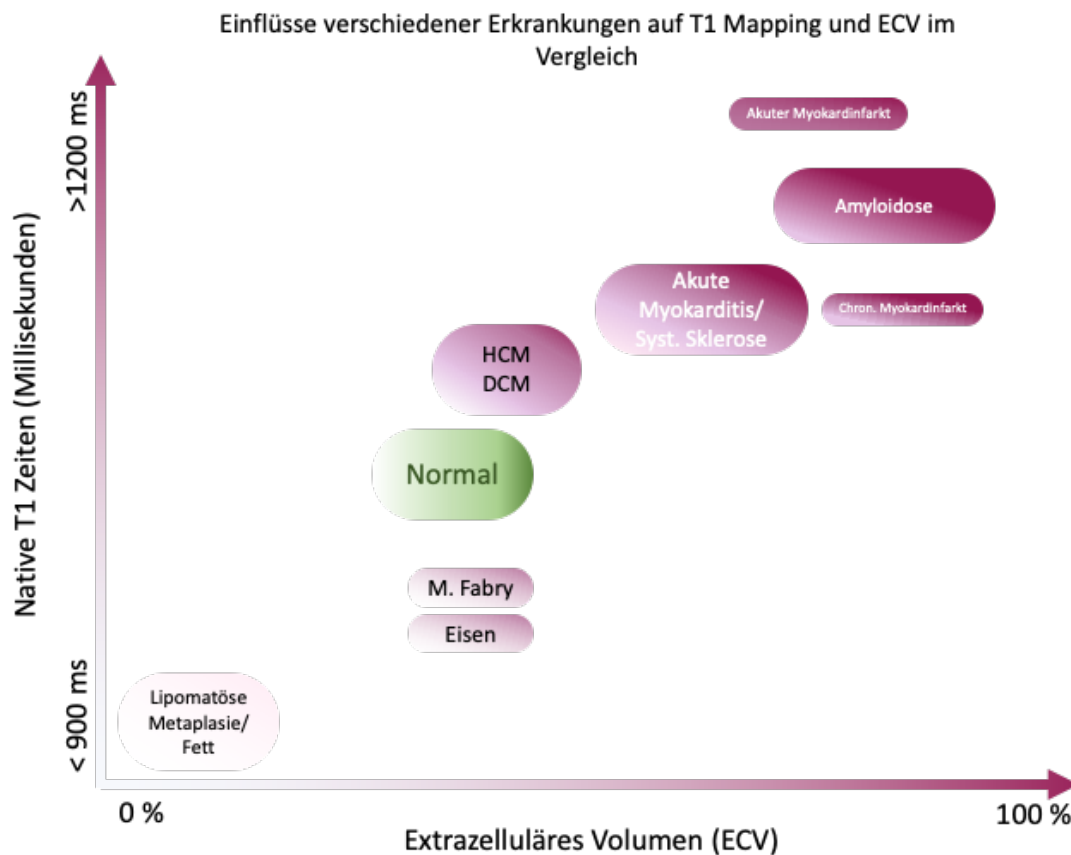 Einflüsse verschiedener Erkrankungen auf T1 Mapping und ECV im
Vergleich
>1200 ms
Native T1 Zeiten (Millisekunden)
< 900 ms
Akuter Myokardinfarkt
Amyloidose
Akute
Myokarditis/
Syst. Sklerose
Chron. Myokardinfarkt
HCM
DCM
Normal
M. Fabry
Eisen
Lipomatöse
Metaplasie/
Fett
0 %
100 %
Extrazelluläres Volumen (ECV)